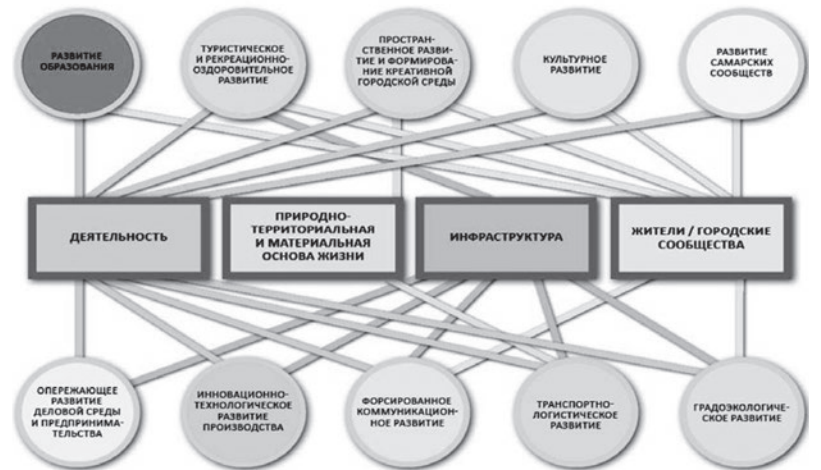 РАЗВИТИЕ
ОБРАЗОВАНИЯ
ТУРИСТИЧЕСКОЕ
И РЕКРЕАЦИОННО-
ОЗДОРОВИТЕЛЬНОЕ
РАЗВИТИЕ
ПРОСТРАН-
СТВЕННОЕ РАЗВИ-
ТИЕ И ФОРМИРОВА-
НИЕ КРЕАТИВНОЙ
ГОРОДСКОЙ СРЕДЫ
КУЛЬТУРНОЕ
РАЗВИТИЕ
РАЗВИТИЕ
САМАРСКИХ
СООБЩЕСТВ
ДЕЯТЕЛЬНОСТЬ
ПРИРОДНО-
ТЕРРИТОРИАЛЬНАЯ
И МАТЕРИАЛЬНАЯ
ОСНОВА ЖИЗНИ
ИНФРАСТРУКТУРА
ЖИТЕЛИ / ГОРОДСКИЕ
СООБЩЕСТВА
ОПЕРЕЖАЮЩЕЕ
РАЗВИТИЕ
ДЕЛОВОЙ СРЕДЫ
И ПРЕДПРИНИМА-
ТЕЛЬСТВА
ИННОВАЦИОННО-
ТЕХНОЛОГИЧЕСКОЕ
РАЗВИТИЕ
ПРОИЗВОДСТВА
ФОРСИРОВАННОЕ
КОММУНИКАЦИОН-
НОЕ РАЗВИТИЕ
ТРАНСПОРТНО-
ЛОГИСТИЧЕСКОЕ
РАЗВИТИЕ
ГРАДОЭКОЛОГИЧЕ-
СКОЕ РАЗВИТИЕ